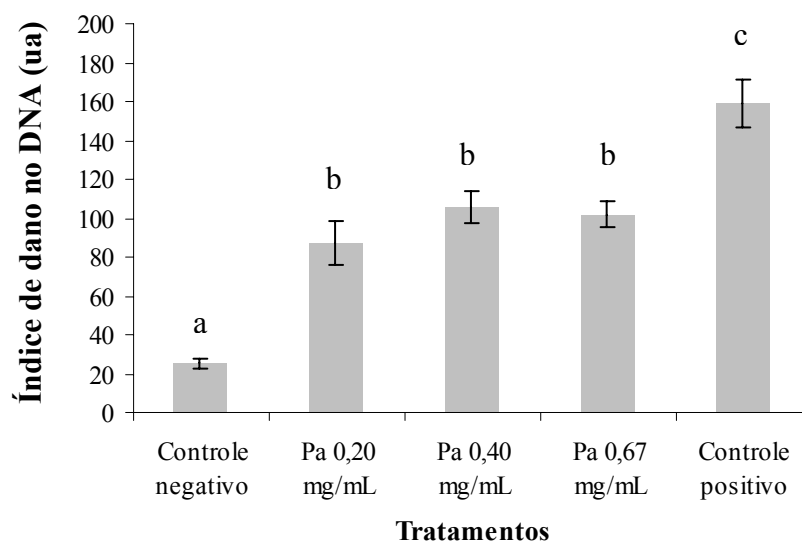 Índice de dano no DNA (ua)
200
180
160
140
120
100
80
60
40
20
0
a
b
b
b
c
Controle
negativo
Pa 0,20
mg/mL
Pa 0,40
mg/mL
Pa 0,67
mg/mL
Controle
positivo
Tratamentos